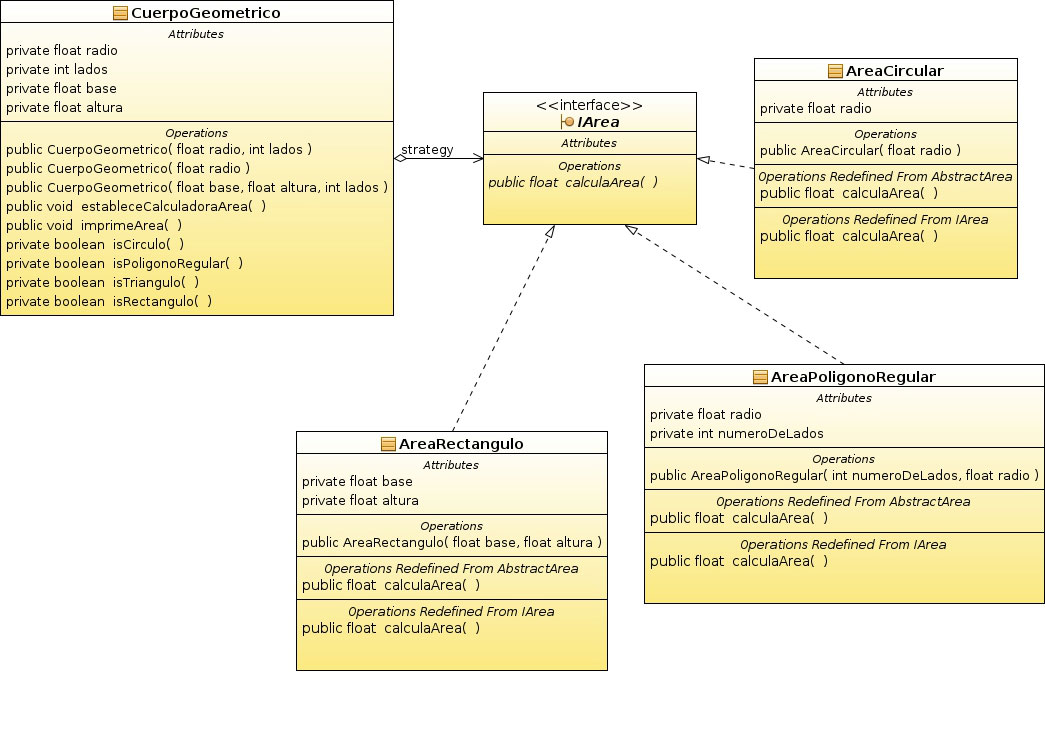 CuerpoGeometrico
Attributes
private float radio
private int lados
private float base
private float altura
Operations
public CuerpoGeometrico( float radio, int lados )
public CuerpoGeometrico( float radio )
public CuerpoGeometrico( float base, float altura, int lados )
public void estableceCalculadoraArea( )
public void imprimeArea( )
private boolean isCirculo( )
private boolean isPoligonoRegular( )
private boolean isTriangulo( )
private boolean isRectangulo( )
strategy
<<interface>>
IArea
Attributes
Operations
public float calculaArea( )
AreaCircular
Attributes
private float radio
Operations
public AreaCircular( float radio )
Operations Redefined From AbstractArea
public float calculaArea( )
Operations Redefined From IArea
public float calculaArea( )
AreaRectangulo
Attributes
private float base
private float altura
Operations
public AreaRectangulo( float base, float altura )
Operations Redefined From AbstractArea
public float calculaArea( )
Operations Redefined From IArea
public float calculaArea( )
AreaPoligonoRegular
Attributes
private float radio
private int numeroDeLados
Operations
public AreaPoligonoRegular( int numeroDeLados, float radio )
Operations Redefined From AbstractArea
public float calculaArea( )
Operations Redefined From IArea
public float calculaArea( )